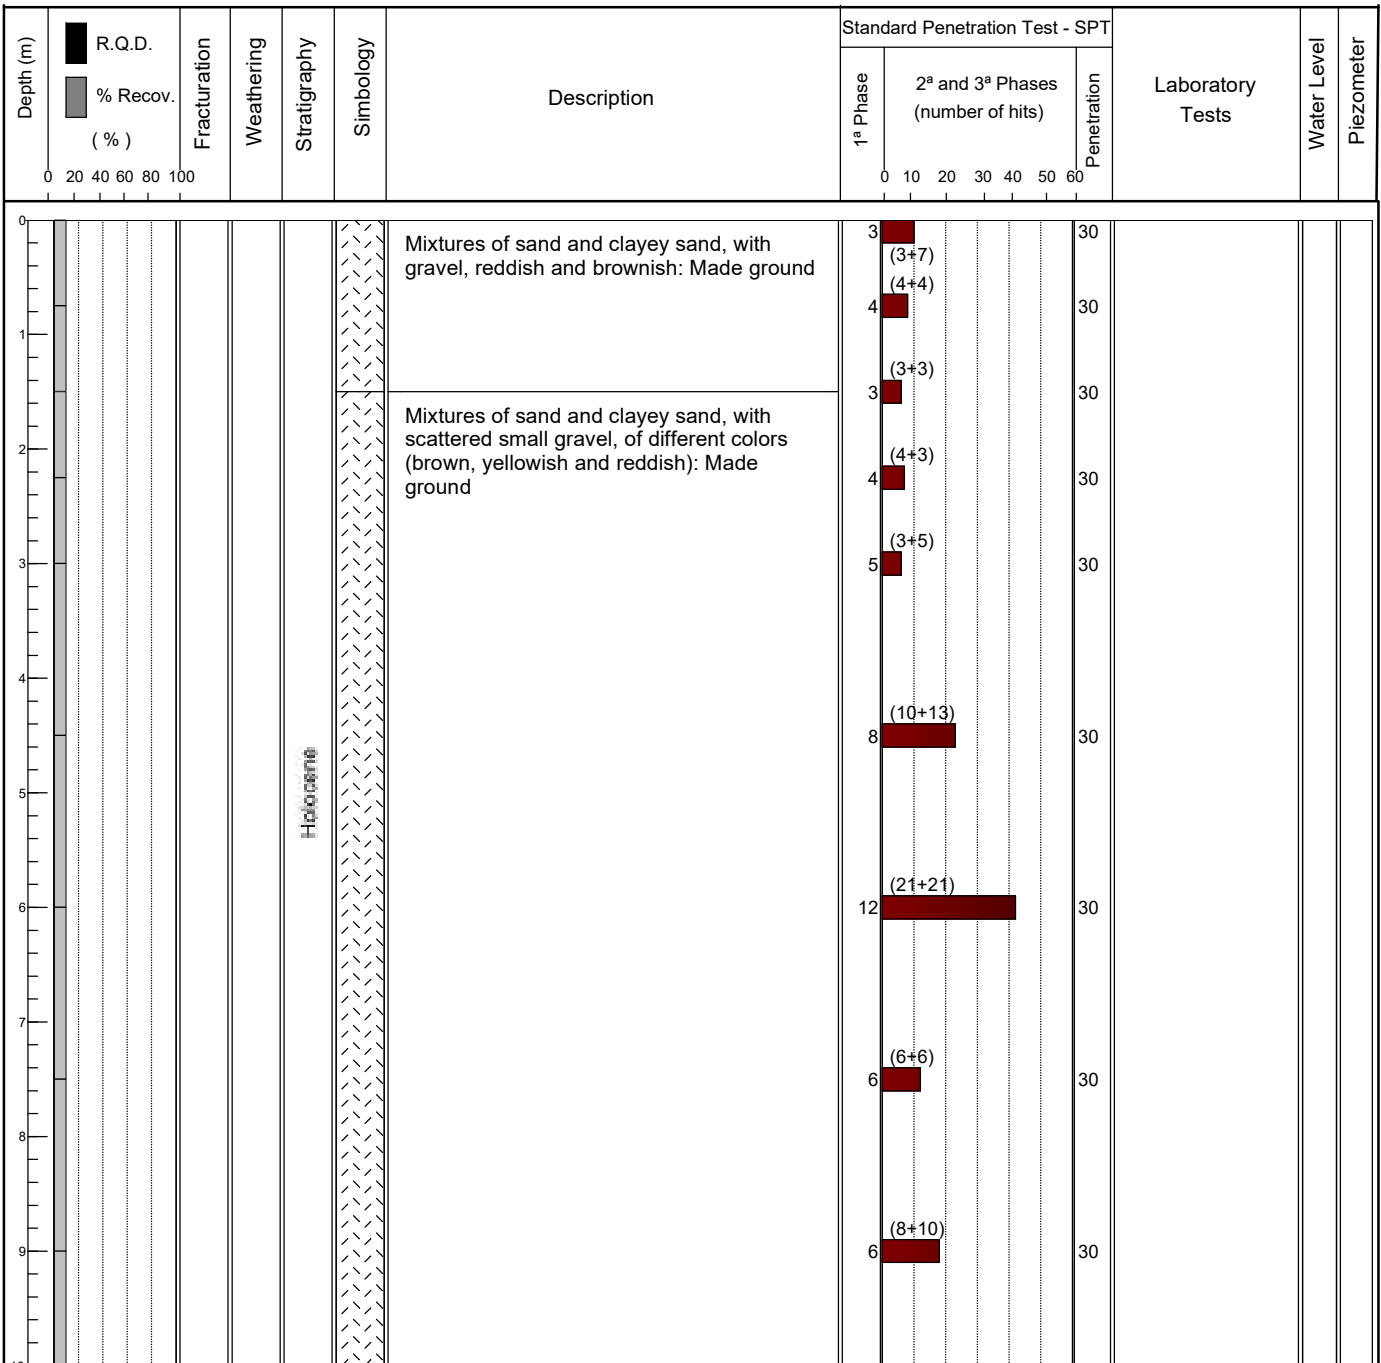 Depth (m)
R.Q.D.
% Recov.
( % )
0 20 40 60 80 100
Fracturation
Weathering
Stratigraphy
Simbology
Description
Standard Penetration Test - SPT
1ª Phase
2ª and 3ª Phases
(number of hits)
0 10 20 30 40 50 60
Penetration
Laboratory
Tests
Water Level
Piezometer
0
Mixtures of sand and clayey sand, with
gravel, reddish and brownish: Made ground
3 30
(3+7)
(4+4)
4 30
1
(3+3)
3 30
Mixtures of sand and clayey sand, with
scattered small gravel, of different colors
(brown, yellowish and reddish): Made
ground
2
(4+3)
4 30
(3+5)
3 5 30
4
(10+13)
8 30
Holocene
5
(21+21)
6 12 30
7
(6+6)
6 30
8
(8+10)
9 6 30